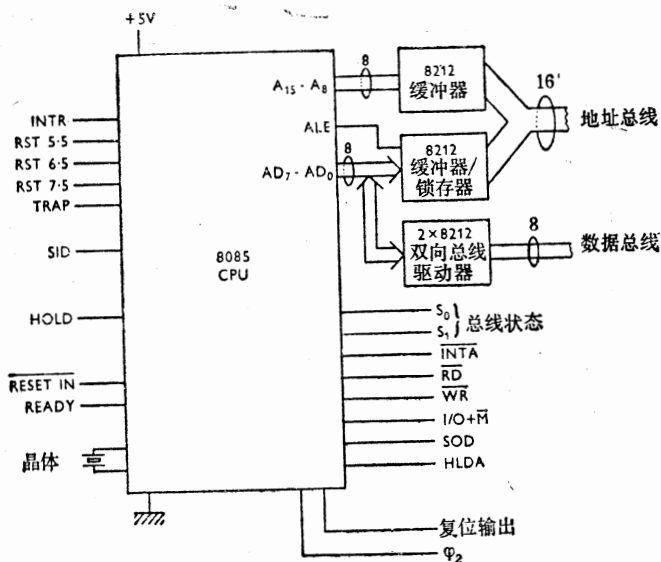 +5V
INTR
RST 5·5
RST 6·5
RST 7·5
TRAP
SID
HOLD
RESET IN
READY
晶体
8085
CPU
A₁₅ - A₈
ALE
AD₇ - AD₀
8
8
8212
缓冲器
8212
缓冲器/
锁存器
2×8212
双向总线
驱动器
16'
地址总线
8
数据总线
S₀
S₁
总线状态
INTA
RD
WR
I/O+M
SOD
HLDA
复位输出
φ₂